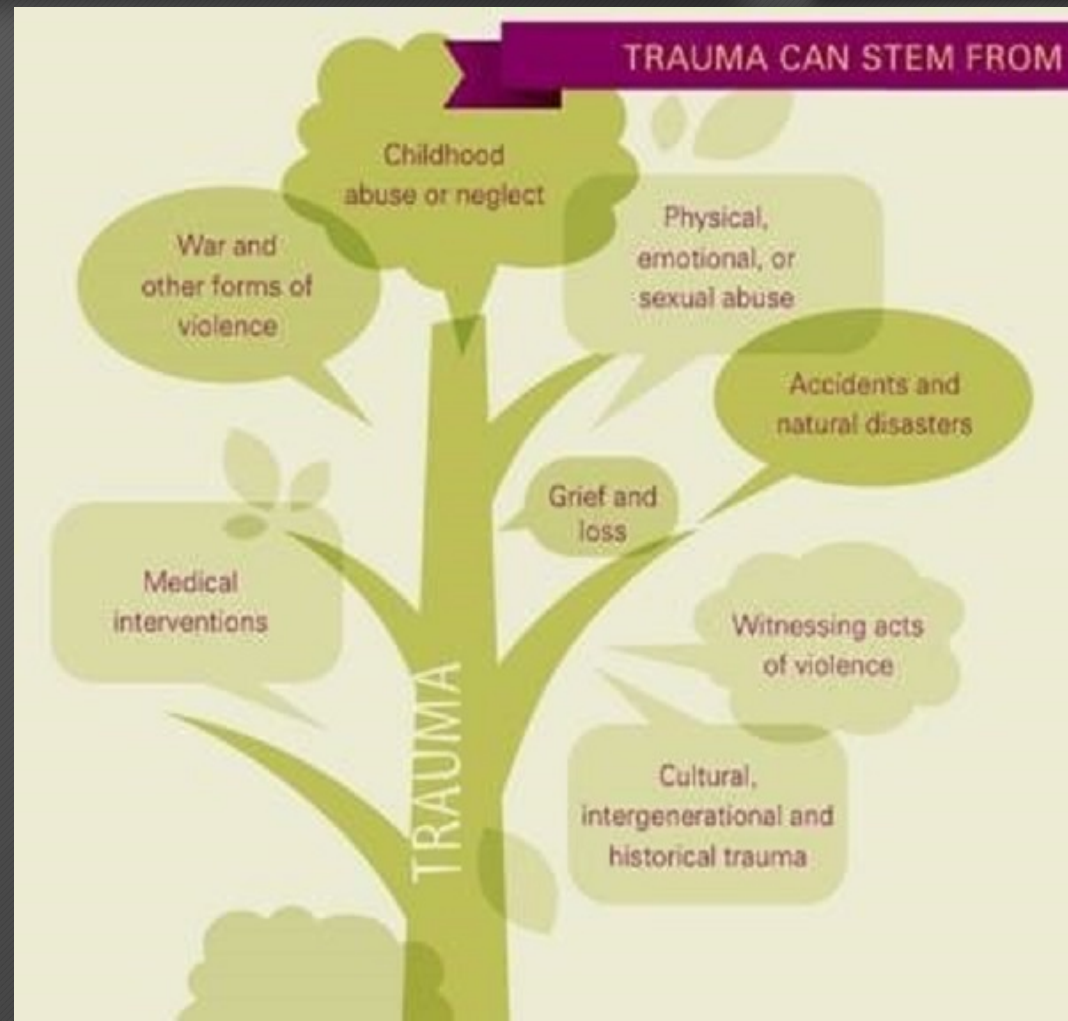 TRAUMA CAN STEM FROM
Childhood
abuse or neglect
War and
other forms of
violence
Physical,
emotional, or
sexual abuse
Accidents and
natural disasters
Grief and
loss
Medical
interventions
Witnessing acts
of violence
Cultural,
intergenerational and
historical trauma
TRAUMA